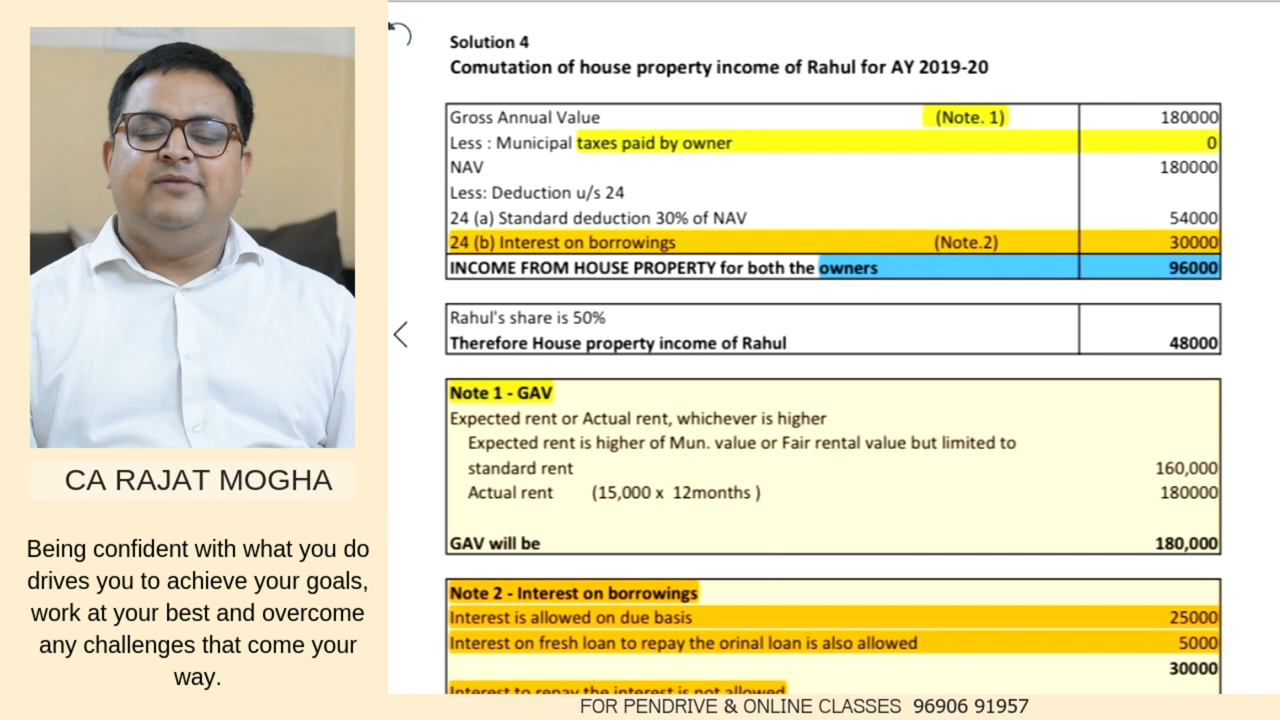 CA RAJAT MOGHA
Being confident with what you do
drives you to achieve your goals,
work at your best and overcome
any challenges that come your
way.
Solution 4
Comutation of house property income of Rahul for AY 2019-20
Gross Annual Value (Note. 1) 180000
Less : Municipal taxes paid by owner 0
NAV 180000
Less: Deduction u/s 24
24 (a) Standard deduction 30% of NAV 54000
24 (b) Interest on borrowings (Note.2) 30000
INCOME FROM HOUSE PROPERTY for both the owners 96000
Rahul's share is 50%
Therefore House property income of Rahul 48000
Note 1 - GAV
Expected rent or Actual rent, whichever is higher
Expected rent is higher of Mun. value or Fair rental value but limited to
standard rent 160,000
Actual rent (15,000 x 12months ) 180000
GAV will be 180,000
Note 2 - Interest on borrowings
Interest is allowed on due basis 25000
Interest on fresh loan to repay the orinal loan is also allowed 5000
30000
Interest to repay the interest is not allowed
FOR PENDRIVE & ONLINE CLASSES 96906 91957